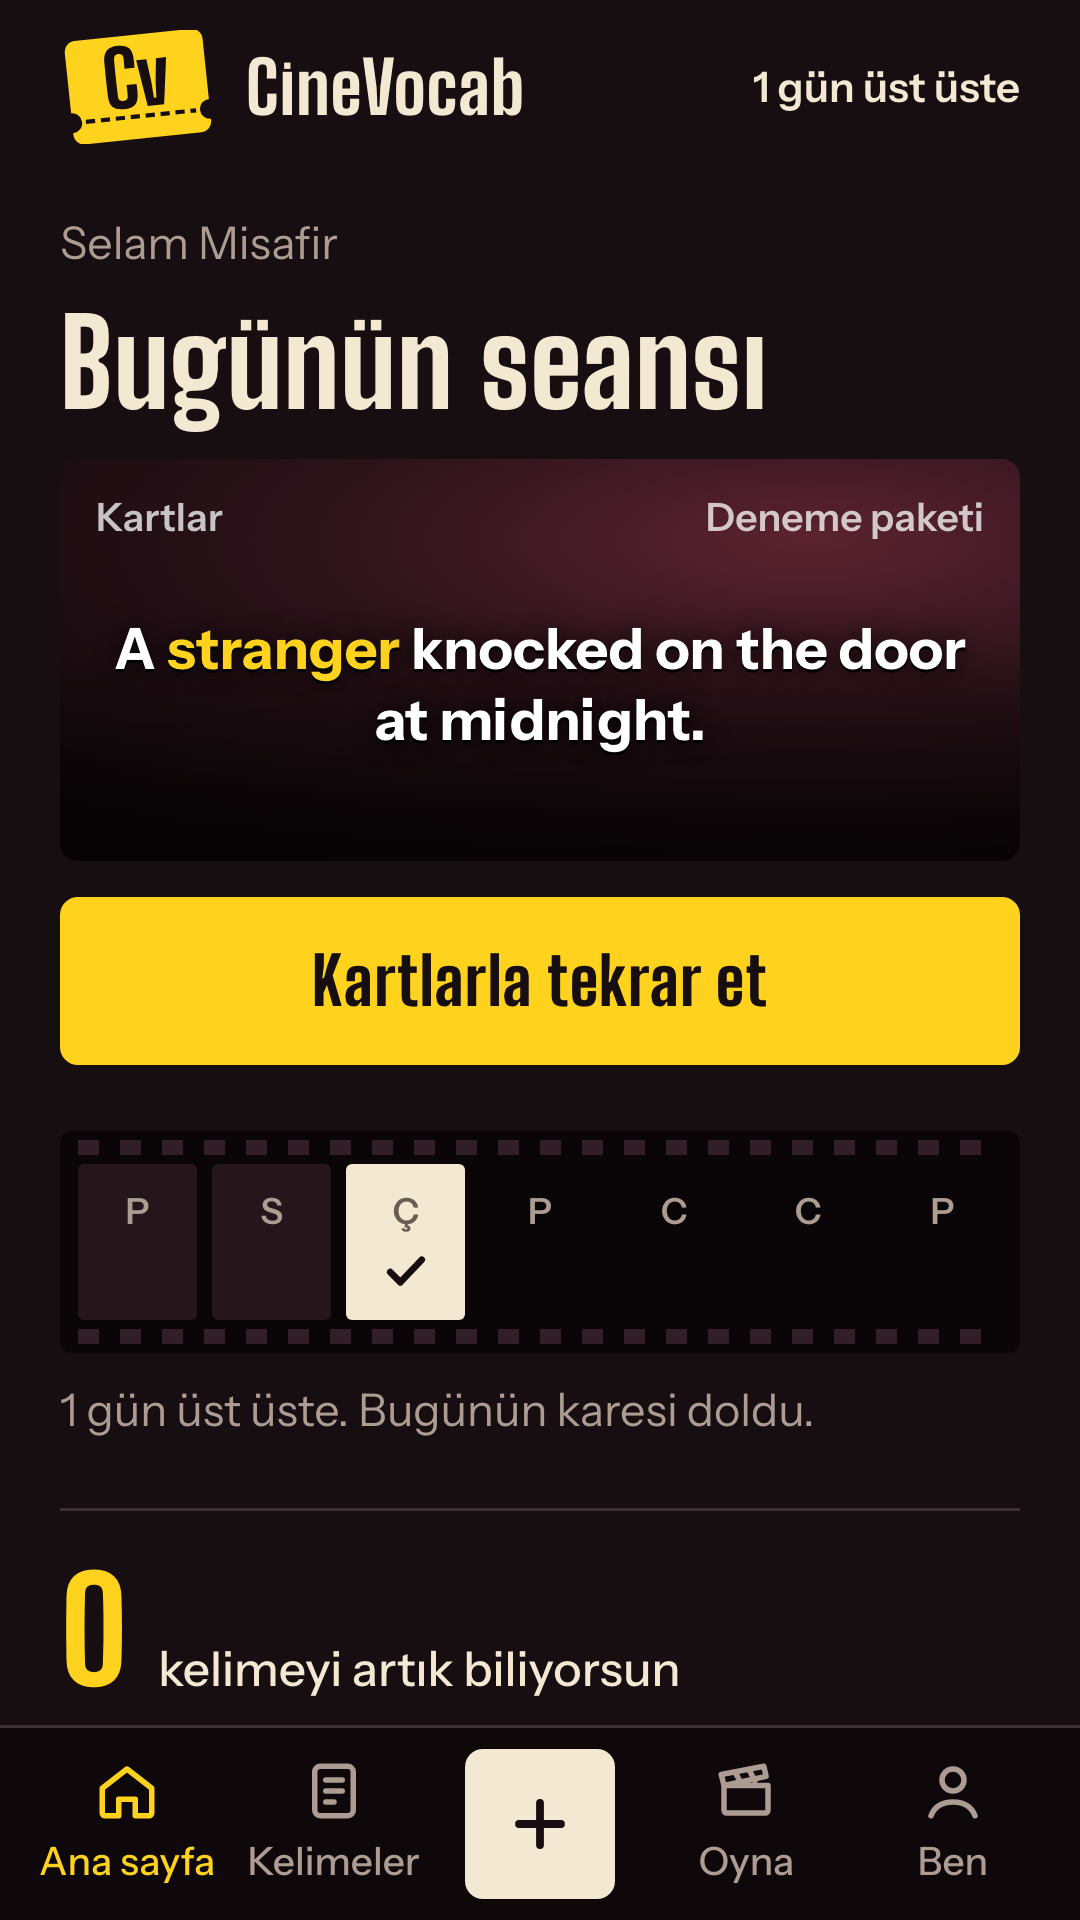 Cv CineVocab
1 gün üst üste
Selam Misafir
Bugünün seansı
Kartlar
Deneme paketi
A stranger knocked on the door
at midnight.
Kartlarla tekrar et
P S Ç P C C P
1 gün üst üste. Bugünün karesi doldu.
0 kelimeyi artık biliyorsun
Ana sayfa
Kelimeler
+
Oyna
Ben